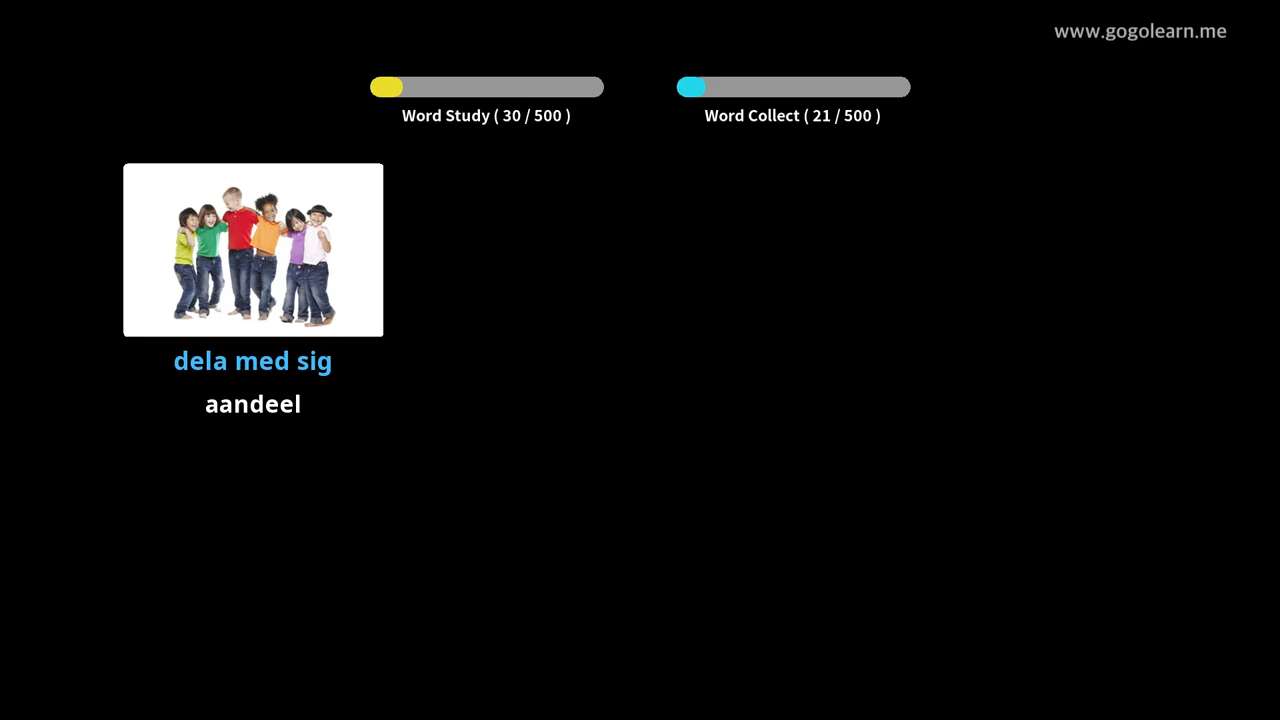 www.gogolearn.me
Word Study ( 30 / 500 )
Word Collect ( 21 / 500 )
dela med sig
aandeel